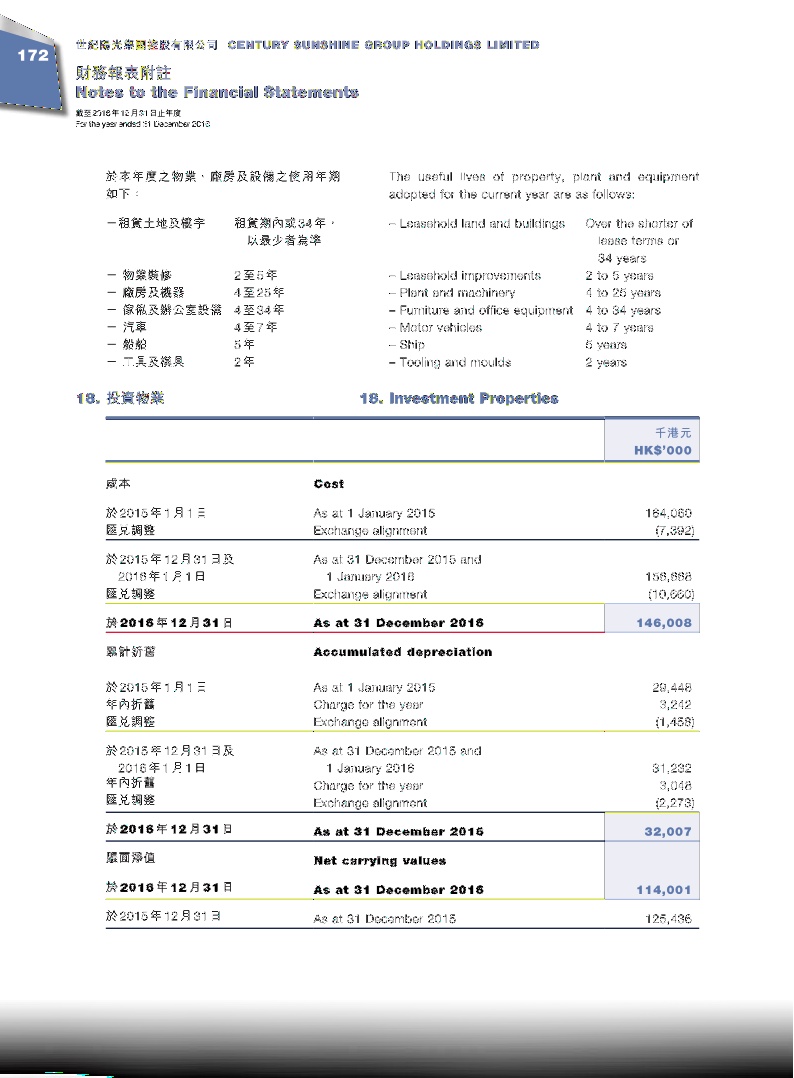 172
世紀陽光集團控股有限公司 CENTURY SUNSHINE GROUP HOLDINGS LIMITED
財務報表附註
Notes to the Financial Statements
截至2016年12月31日止年度
For the year ended 31 December 2016
於本年度之物業、廠房及設備之使用年期
如下：
－租賃土地及樓宇 租賃期內或34年，
以最少者為準
－ 物業裝修 2至5年
－ 廠房及機器 4至25年
－ 傢俬及辦公室設備 4至34年
－ 汽車 4至7年
－ 船舶 5年
－ 工具及模具 2年
The useful lives of property, plant and equipment
adopted for the current year are as follows:
– Leasehold land and buildings Over the shorter of
lease terms or
34 years
– Leasehold improvements 2 to 5 years
– Plant and machinery 4 to 25 years
– Furniture and office equipment 4 to 34 years
– Motor vehicles 4 to 7 years
– Ship 5 years
– Tooling and moulds 2 years
18. 投資物業 18. Investment Properties
千港元
HK$'000
成本 Cost
於2015年1月1日 As at 1 January 2015 164,060
匯兌調整 Exchange alignment (7,392)
於2015年12月31日及 As at 31 December 2015 and
2016年1月1日 1 January 2016 156,668
匯兌調整 Exchange alignment (10,660)
於2016年12月31日 As at 31 December 2016 146,008
累計折舊 Accumulated depreciation
於2015年1月1日 As at 1 January 2015 29,448
年內折舊 Charge for the year 3,242
匯兌調整 Exchange alignment (1,458)
於2015年12月31日及 As at 31 December 2015 and
2016年1月1日 1 January 2016 31,232
年內折舊 Charge for the year 3,048
匯兌調整 Exchange alignment (2,273)
於2016年12月31日 As at 31 December 2016 32,007
賬面淨值 Net carrying values
於2016年12月31日 As at 31 December 2016 114,001
於2015年12月31日 As at 31 December 2015 125,436